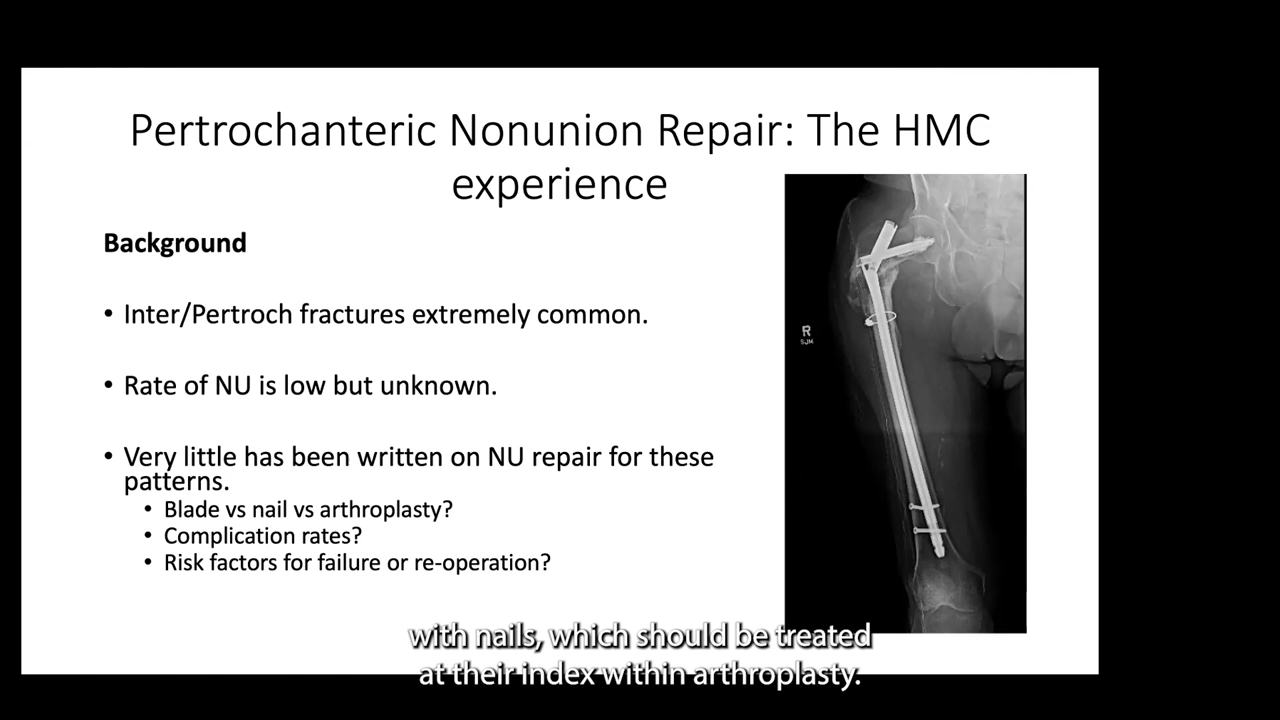 Pertrochanteric Nonunion Repair: The HMC
experience
Background
• Inter/Pertroch fractures extremely common.
• Rate of NU is low but unknown.
• Very little has been written on NU repair for these
patterns.
• Blade vs nail vs arthroplasty?
• Complication rates?
• Risk factors for failure or re-operation?
R
SJM
with nails, which should be treated
at their index within arthroplasty.